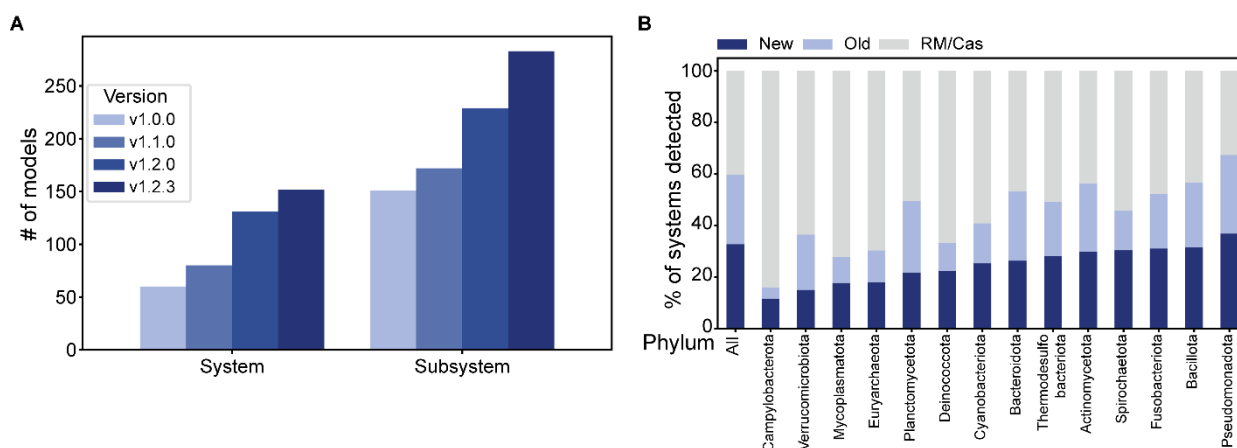 A
# of models
250
200
150
100
50
0
Version
v1.0.0
v1.1.0
v1.2.0
v1.2.3
System
Subsystem
B
New Old RM/Cas
% of systems detected
100
80
60
40
20
0
Phylum
All
Campylobacterota
Verrucomicrobiota
Mycoplasmatota
Euryarchaeota
Planctomycetota
Deinococcota
Cyanobacteriota
Bacteroidota
Thermodesulfo
bacteriota
Actinomycetota
Spirochaetota
Fusobacteriota
Bacillota
Pseudomonadota